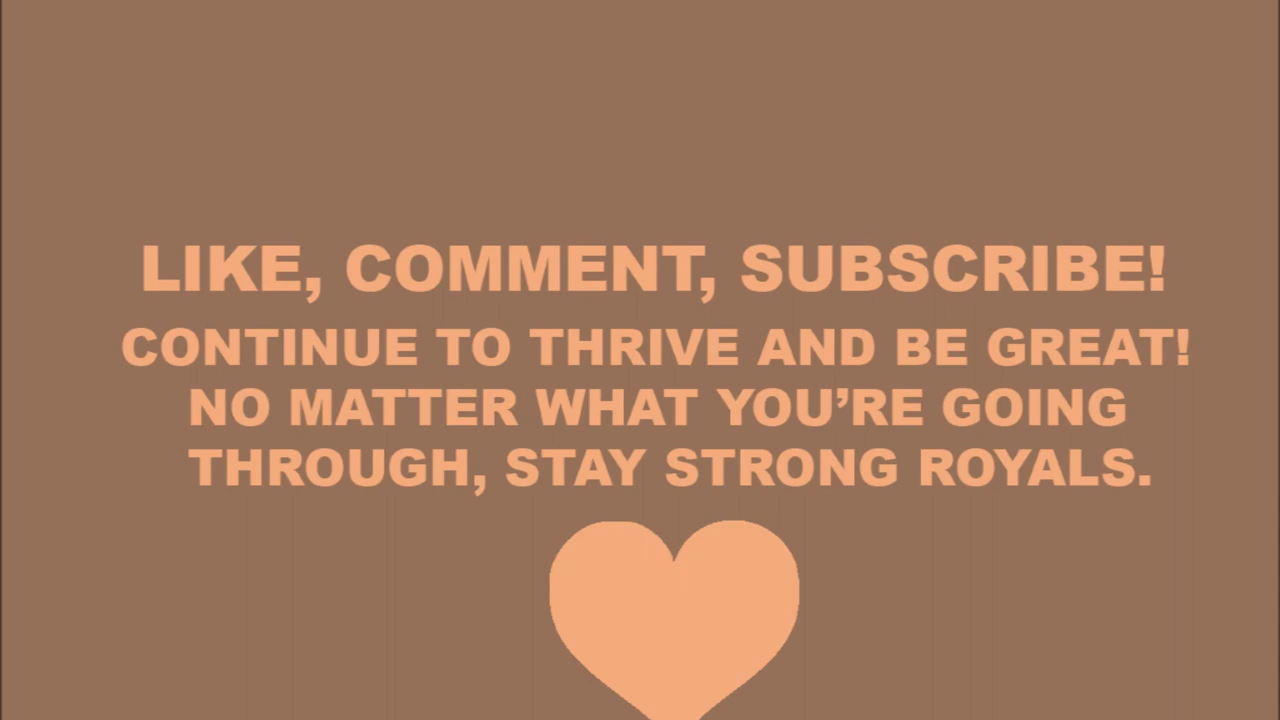 LIKE, COMMENT, SUBSCRIBE!
CONTINUE TO THRIVE AND BE GREAT!
NO MATTER WHAT YOU’RE GOING
THROUGH, STAY STRONG ROYALS.